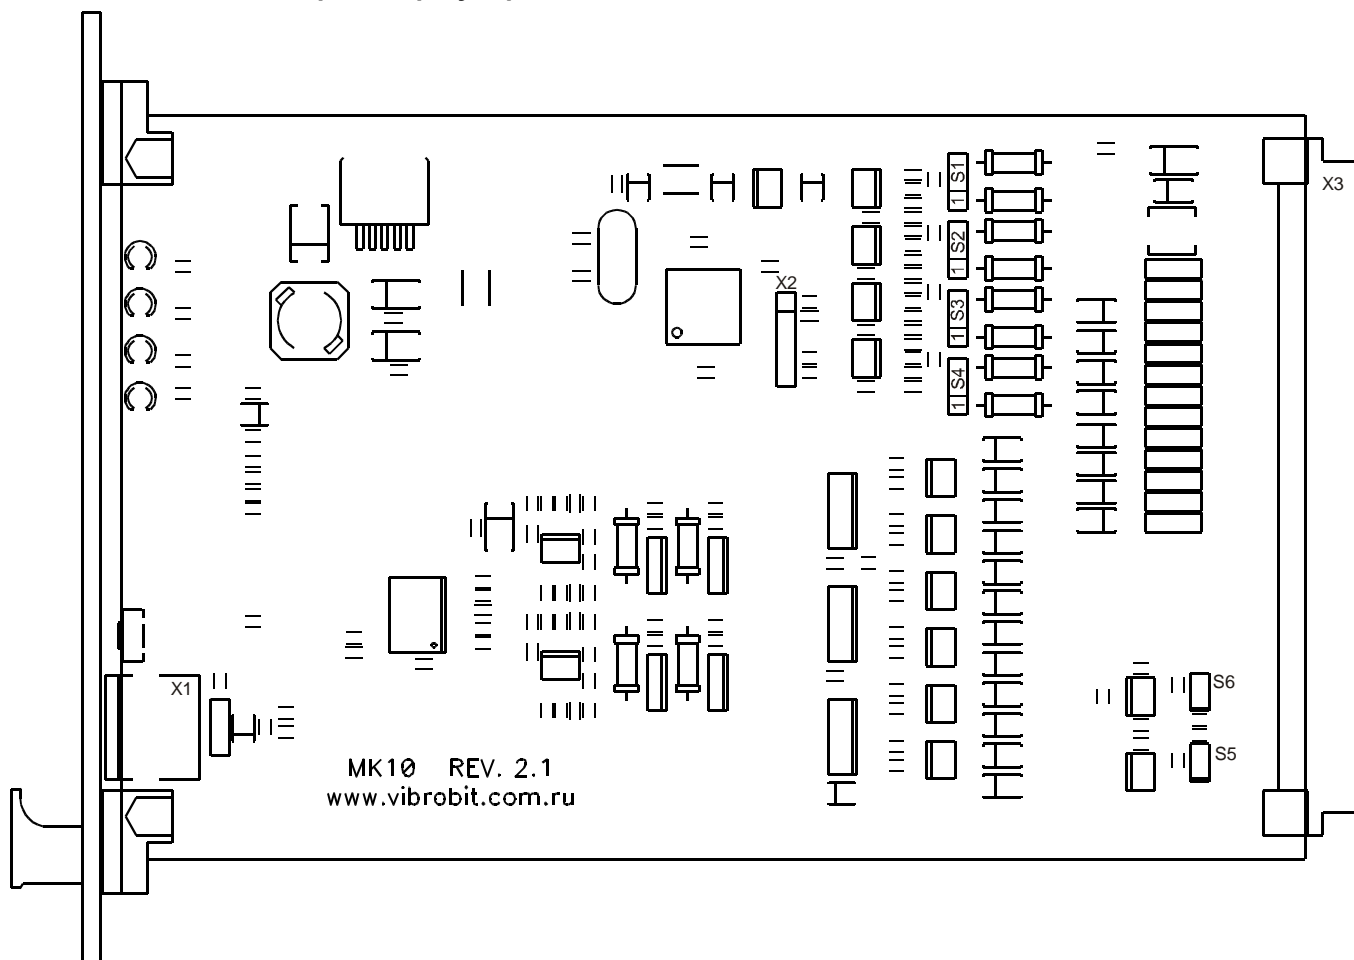 1 S1
X3
1 S2
X2
1 S3
1 S4
X1
S6
S5
MK10 REV. 2.1
www.vibrobit.com.ru